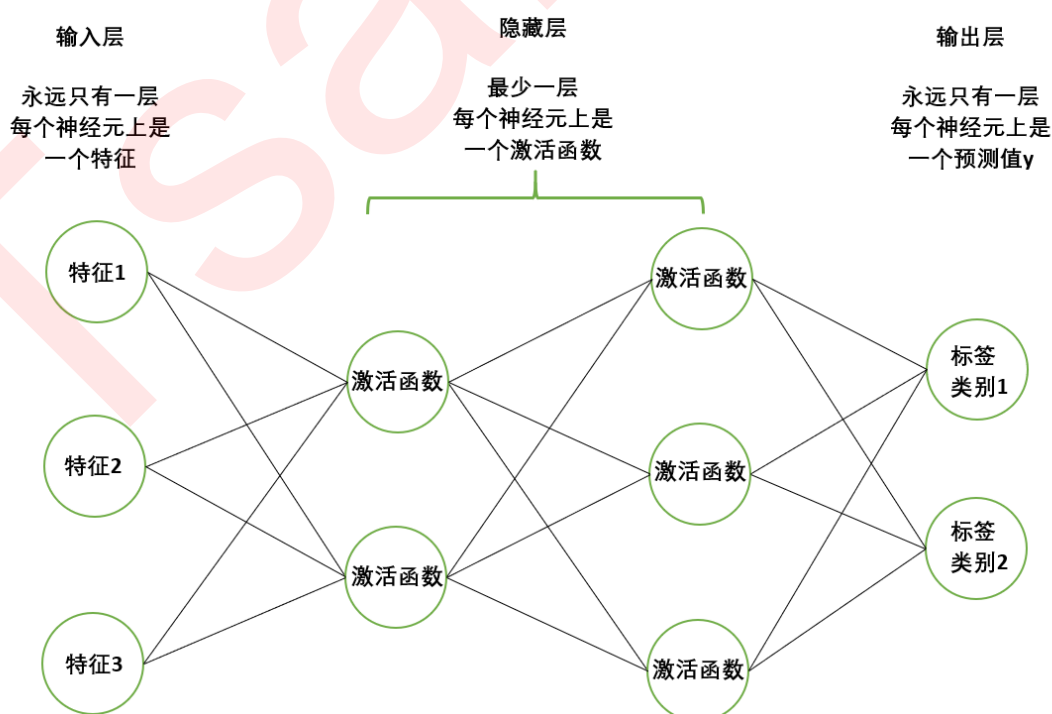 输入层
永远只有一层
每个神经元上是
一个特征
隐藏层
最少一层
每个神经元上是
一个激活函数
输出层
永远只有一层
每个神经元上是
一个预测值y
特征1
特征2
特征3
激活函数
激活函数
激活函数
激活函数
激活函数
标签
类别1
标签
类别2